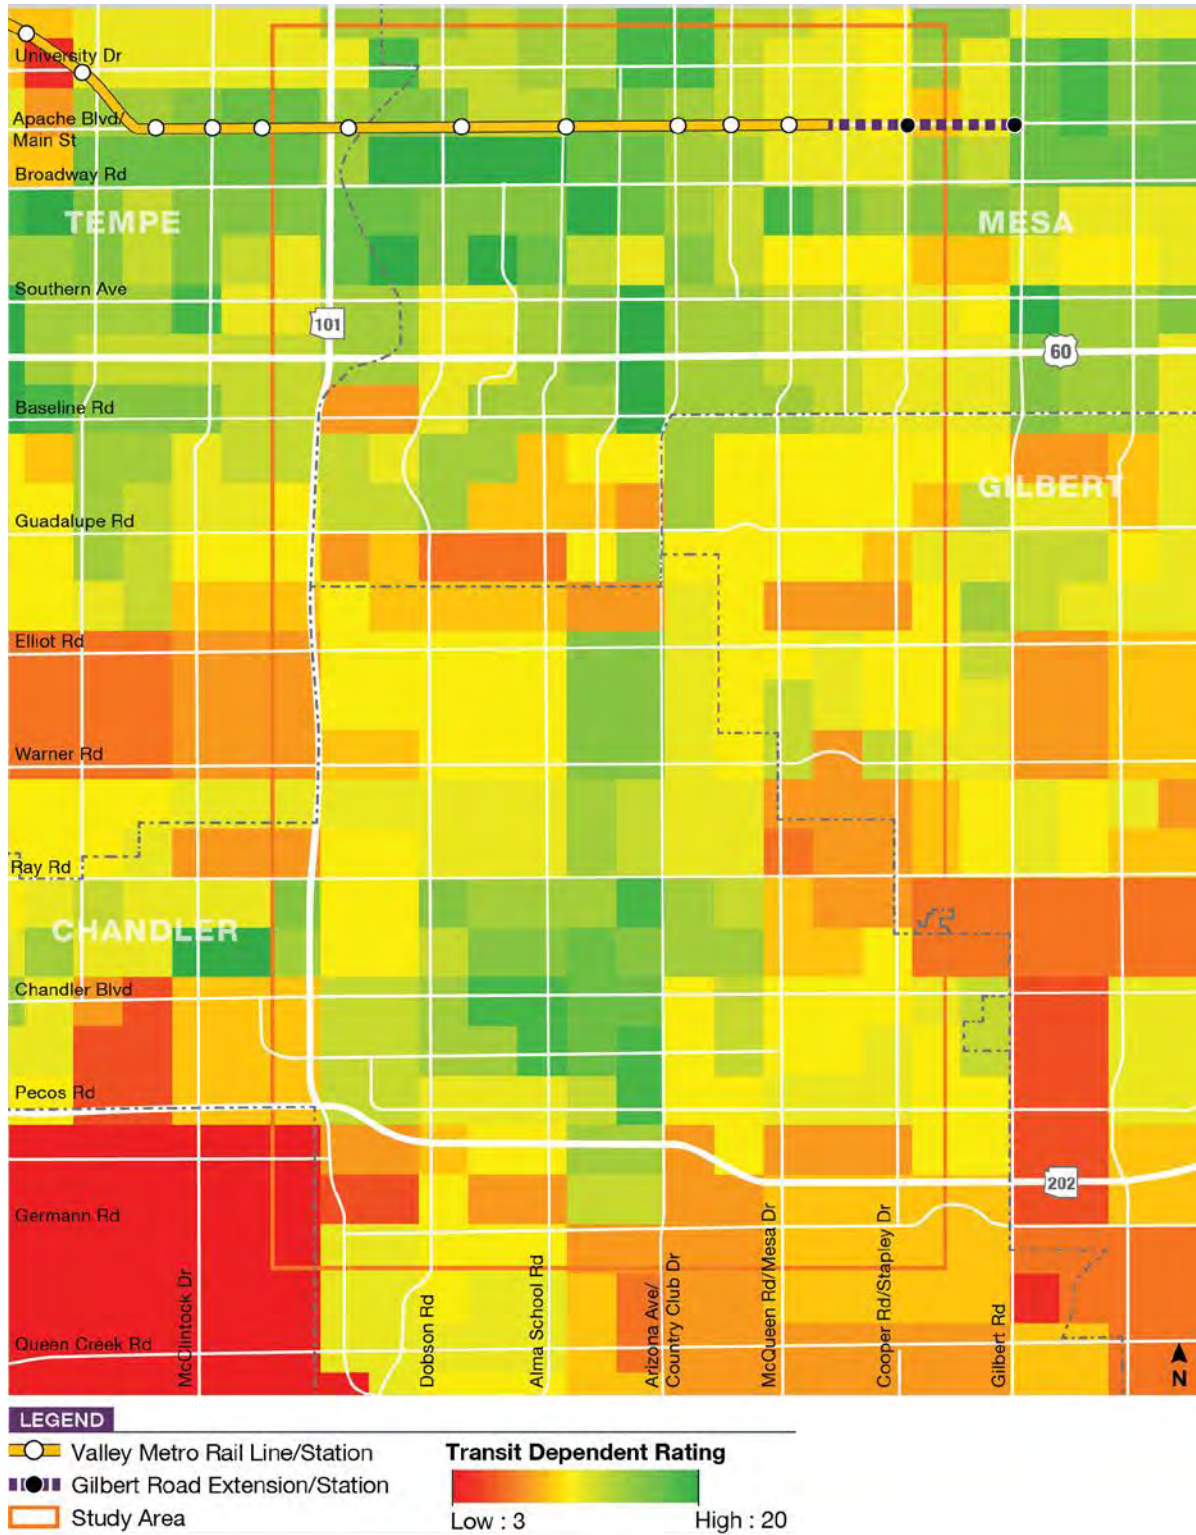 University Dr
Apache Blvd/
Main St
Broadway Rd
TEMPE
MESA
Southern Ave
101
60
Baseline Rd
GILBERT
Guadalupe Rd
Elliot Rd
Warner Rd
Ray Rd
CHANDLER
Chandler Blvd
Pecos Rd
202
Germann Rd
Queen Creek Rd
McClintock Dr
Dobson Rd
Alma School Rd
Arizona Ave/
Country Club Dr
McQueen Rd/Mesa Dr
Cooper Rd/Stapley Dr
Gilbert Rd
N
LEGEND
Valley Metro Rail Line/Station
Gilbert Road Extension/Station
Study Area
Transit Dependent Rating
Low : 3
High : 20